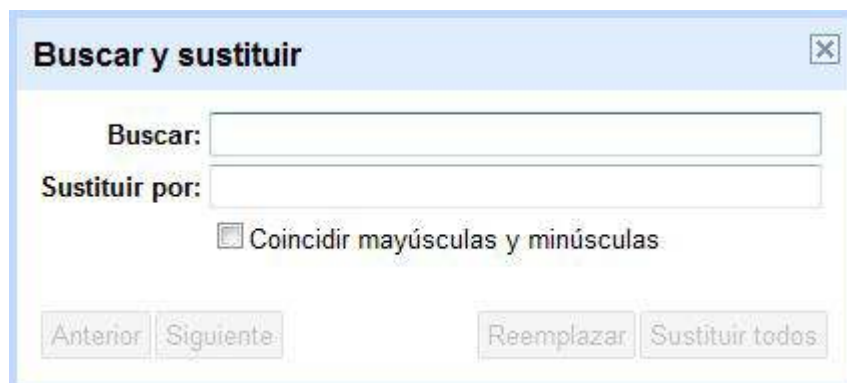 Buscar y sustituir
Buscar:
Sustituir por:
Coincidir mayúsculas y minúsculas
Anterior Siguiente Reemplazar Sustituir todos